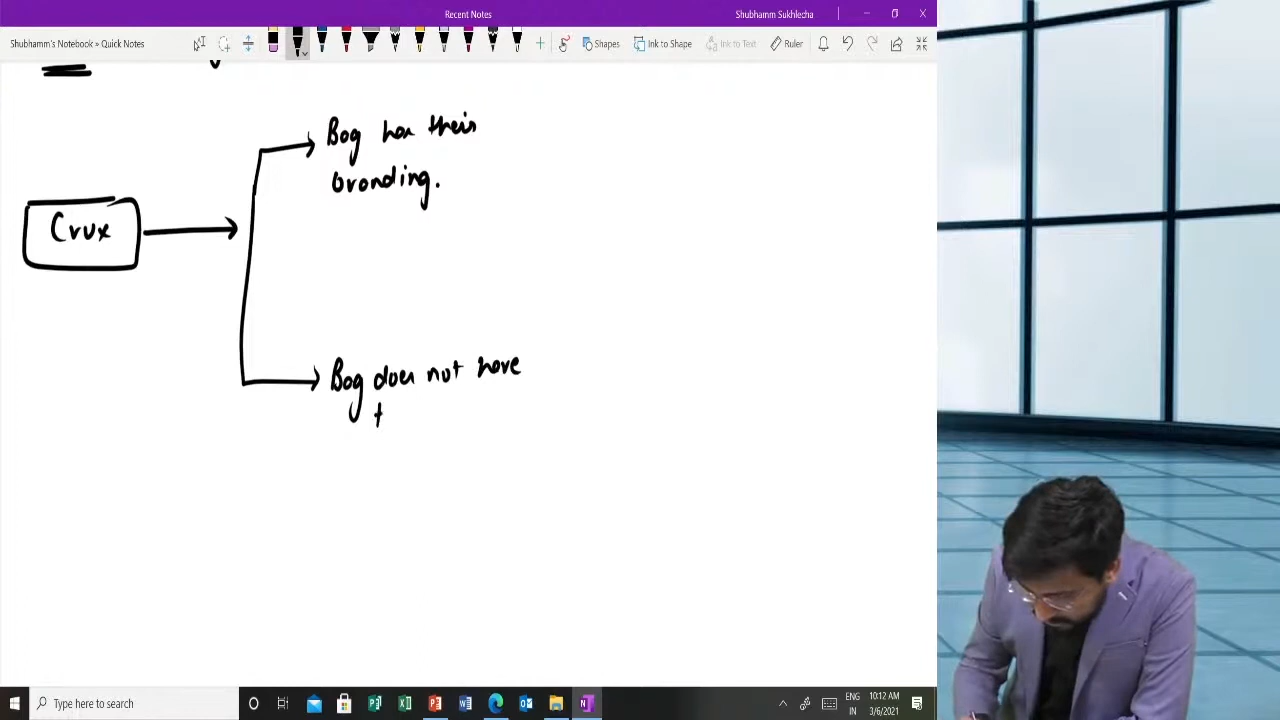 Recent Notes
Shubhamm Sukhlecha
Shubhamm's Notebook » Quick Notes
Shapes
Ink to Shape
Ink to Text
Ruler
Bag has their
branding.
Crux
Bag does not have
t
Type here to search
ENG
IN
10:12 AM
3/6/2021